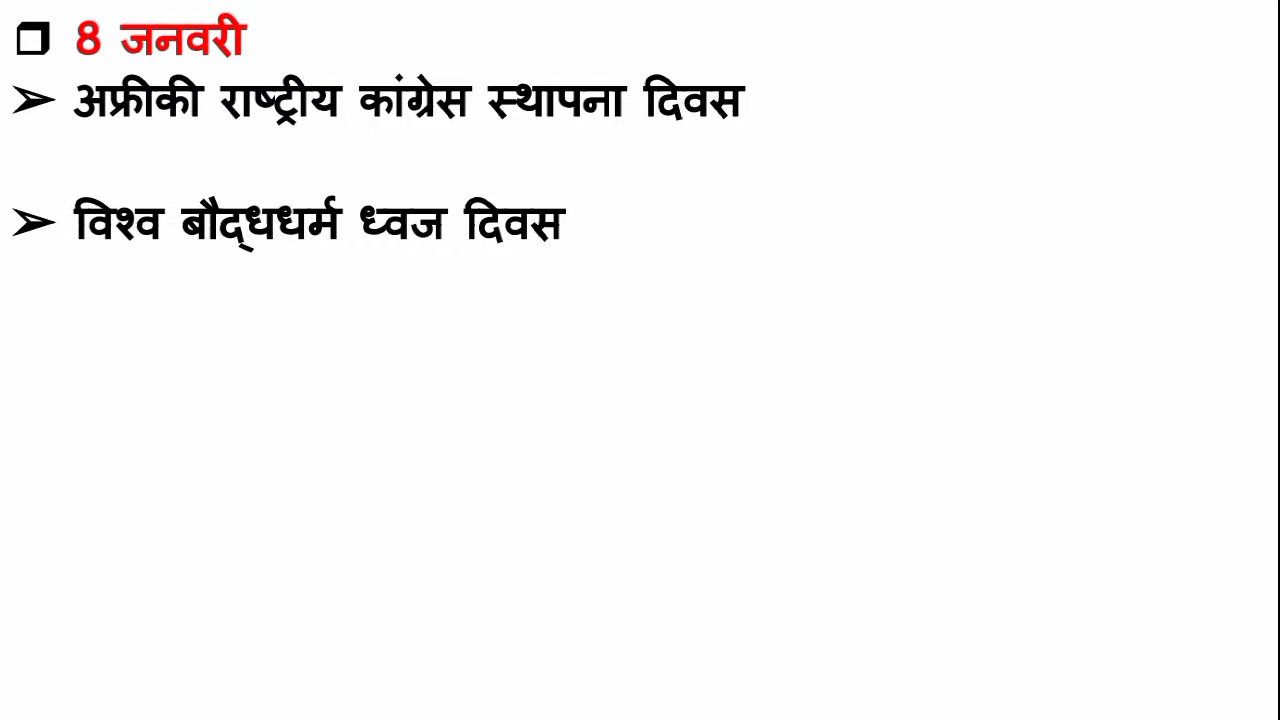 ❒ 8 जनवरी
➢ अफ्रीकी राष्ट्रीय कांग्रेस स्थापना दिवस
➢ विश्व बौद्धधर्म ध्वज दिवस